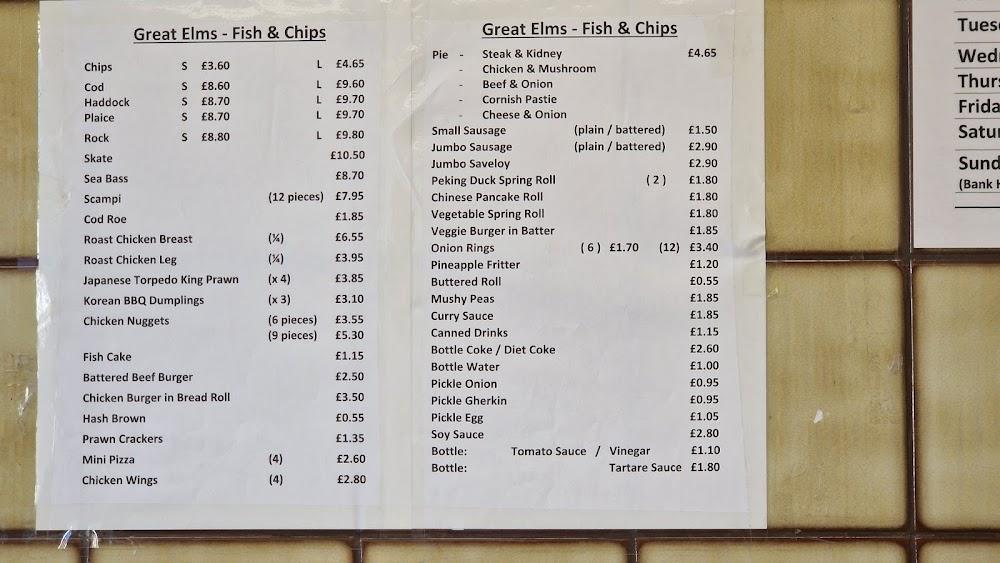 Great Elms - Fish & Chips
Chips S £3.60 L £4.65
Cod S £8.60 L £9.60
Haddock S £8.70 L £9.70
Plaice S £8.70 L £9.70
Rock S £8.80 L £9.80
Skate £10.50
Sea Bass £8.70
Scampi (12 pieces) £7.95
Cod Roe £1.85
Roast Chicken Breast (¼) £6.55
Roast Chicken Leg (¼) £3.95
Japanese Torpedo King Prawn (x 4) £3.85
Korean BBQ Dumplings (x 3) £3.10
Chicken Nuggets (6 pieces) £3.55
(9 pieces) £5.30
Fish Cake £1.15
Battered Beef Burger £2.50
Chicken Burger in Bread Roll £3.50
Hash Brown £0.55
Prawn Crackers £1.35
Mini Pizza (4) £2.60
Chicken Wings (4) £2.80
Great Elms - Fish & Chips
Pie - Steak & Kidney £4.65
- Chicken & Mushroom
- Beef & Onion
- Cornish Pastie
- Cheese & Onion
Small Sausage (plain / battered) £1.50
Jumbo Sausage (plain / battered) £2.90
Jumbo Saveloy £2.90
Peking Duck Spring Roll ( 2 ) £1.80
Chinese Pancake Roll £1.80
Vegetable Spring Roll £1.80
Veggie Burger in Batter £1.85
Onion Rings ( 6 ) £1.70 (12) £3.40
Pineapple Fritter £1.20
Buttered Roll £0.55
Mushy Peas £1.85
Curry Sauce £1.85
Canned Drinks £1.15
Bottle Coke / Diet Coke £2.60
Bottle Water £1.00
Pickle Onion £0.95
Pickle Gherkin £0.95
Pickle Egg £1.05
Soy Sauce £2.80
Bottle: Tomato Sauce / Vinegar £1.10
Bottle: Tartare Sauce £1.80
Tues
Wed
Thurs
Frida
Satu
Sund
(Bank